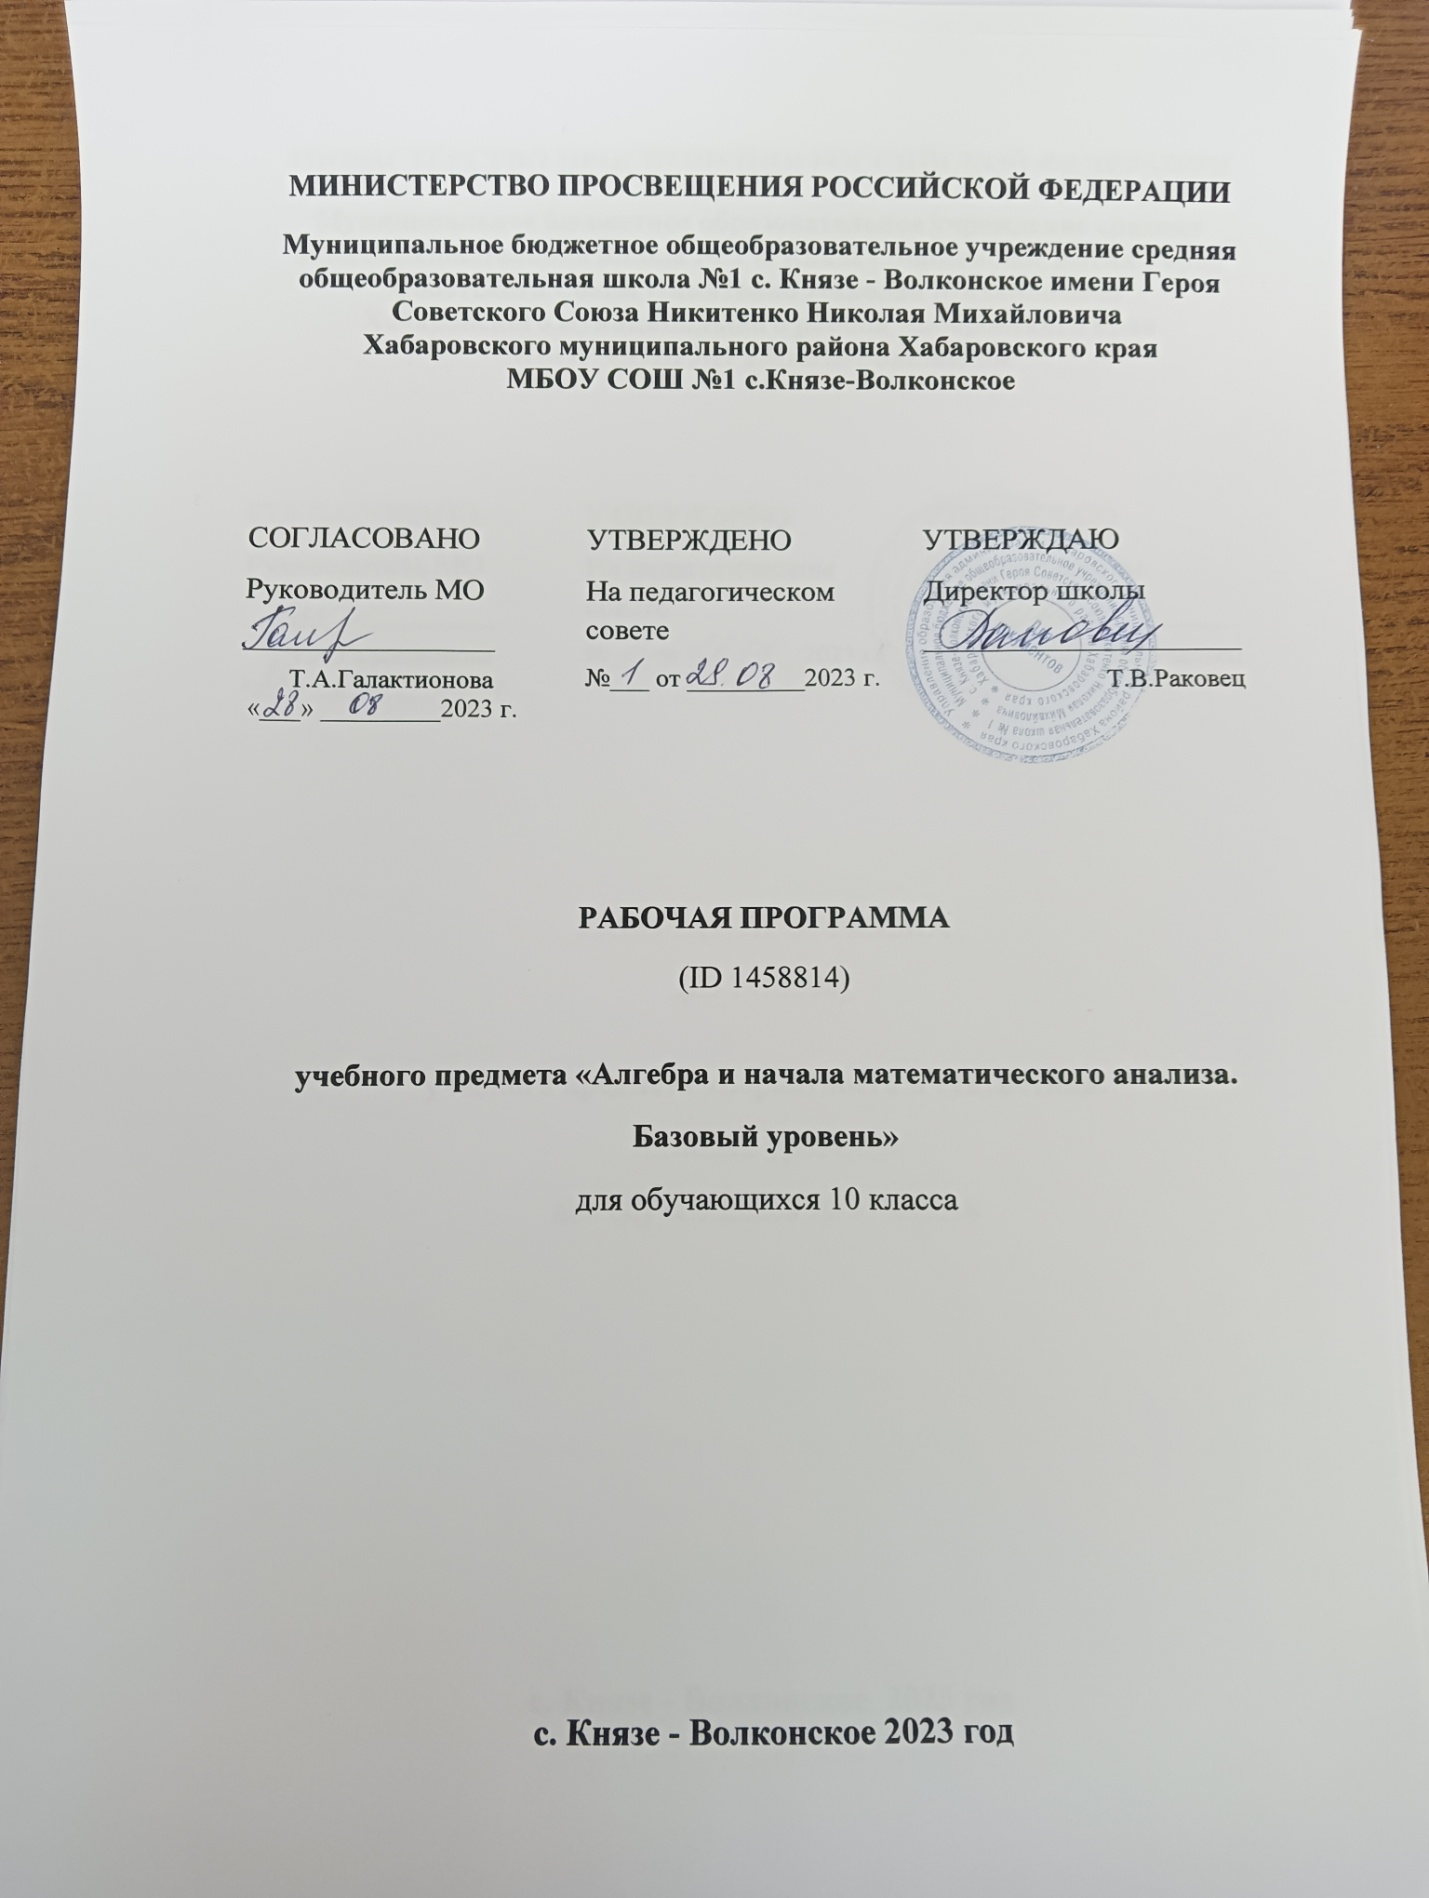 МИНИСТЕРСТВО ПРОСВЕЩЕНИЯ РОССИЙСКОЙ ФЕДЕРАЦИИ
Муниципальное бюджетное общеобразовательное учреждение средняя
общеобразовательная школа №1 с. Князе - Волконское имени Героя
Советского Союза Никитенко Николая Михайловича
Хабаровского муниципального района Хабаровского края
МБОУ СОШ №1 с.Князе-Волконское
СОГЛАСОВАНО
Руководитель МО
Т.А.Галактионова
«28» 08 2023 г.
УТВЕРЖДЕНО
На педагогическом
совете
№ 1 от 28.08 2023 г.
УТВЕРЖДАЮ
Директор школы
Т.В.Раковец
РАБОЧАЯ ПРОГРАММА
(ID 1458814)
учебного предмета «Алгебра и начала математического анализа.
Базовый уровень»
для обучающихся 10 класса
с. Князе - Волконское 2023 год